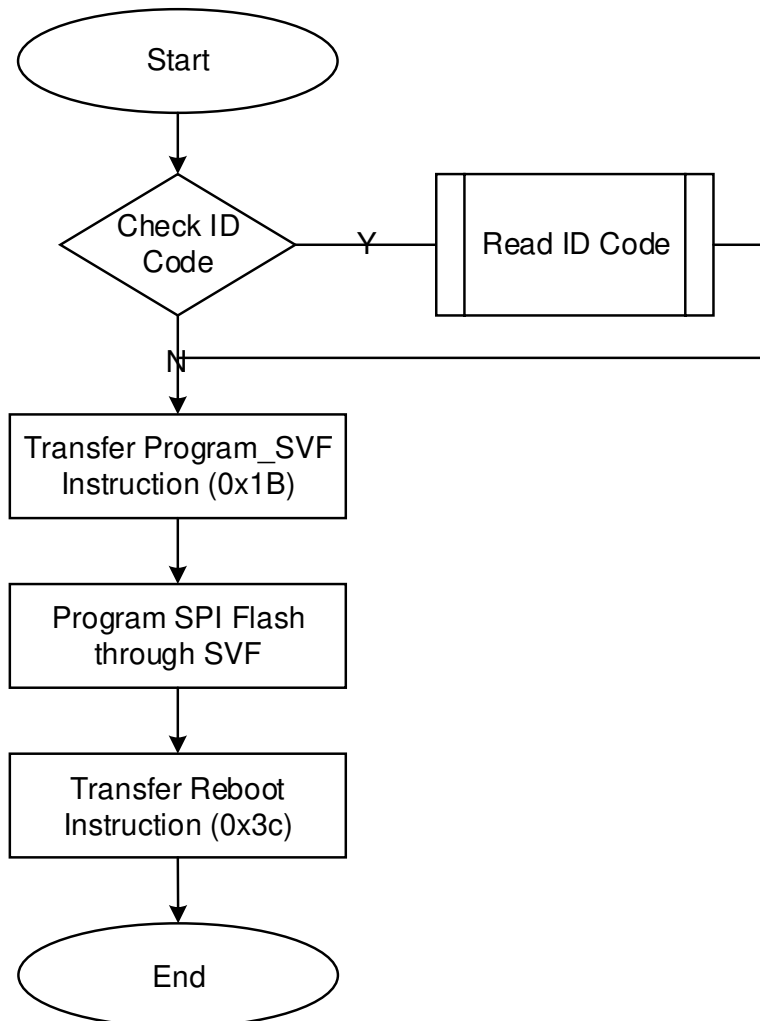 Start
Check ID
Code
Y
Read ID Code
N
Transfer Program_SVF
Instruction (0x1B)
Program SPI Flash
through SVF
Transfer Reboot
Instruction (0x3c)
End